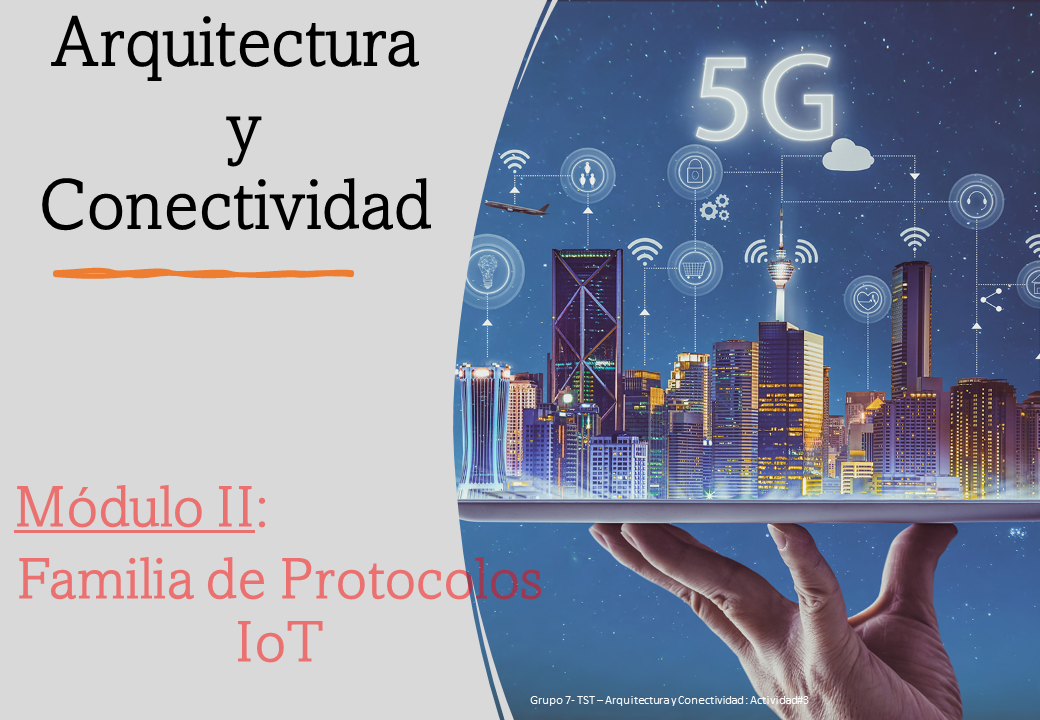 Arquitectura
y
Conectividad
5G
Módulo II:
Familia de Protocolos
IoT
Grupo 7- TST – Arquitectura y Conectividad : Actividad#3